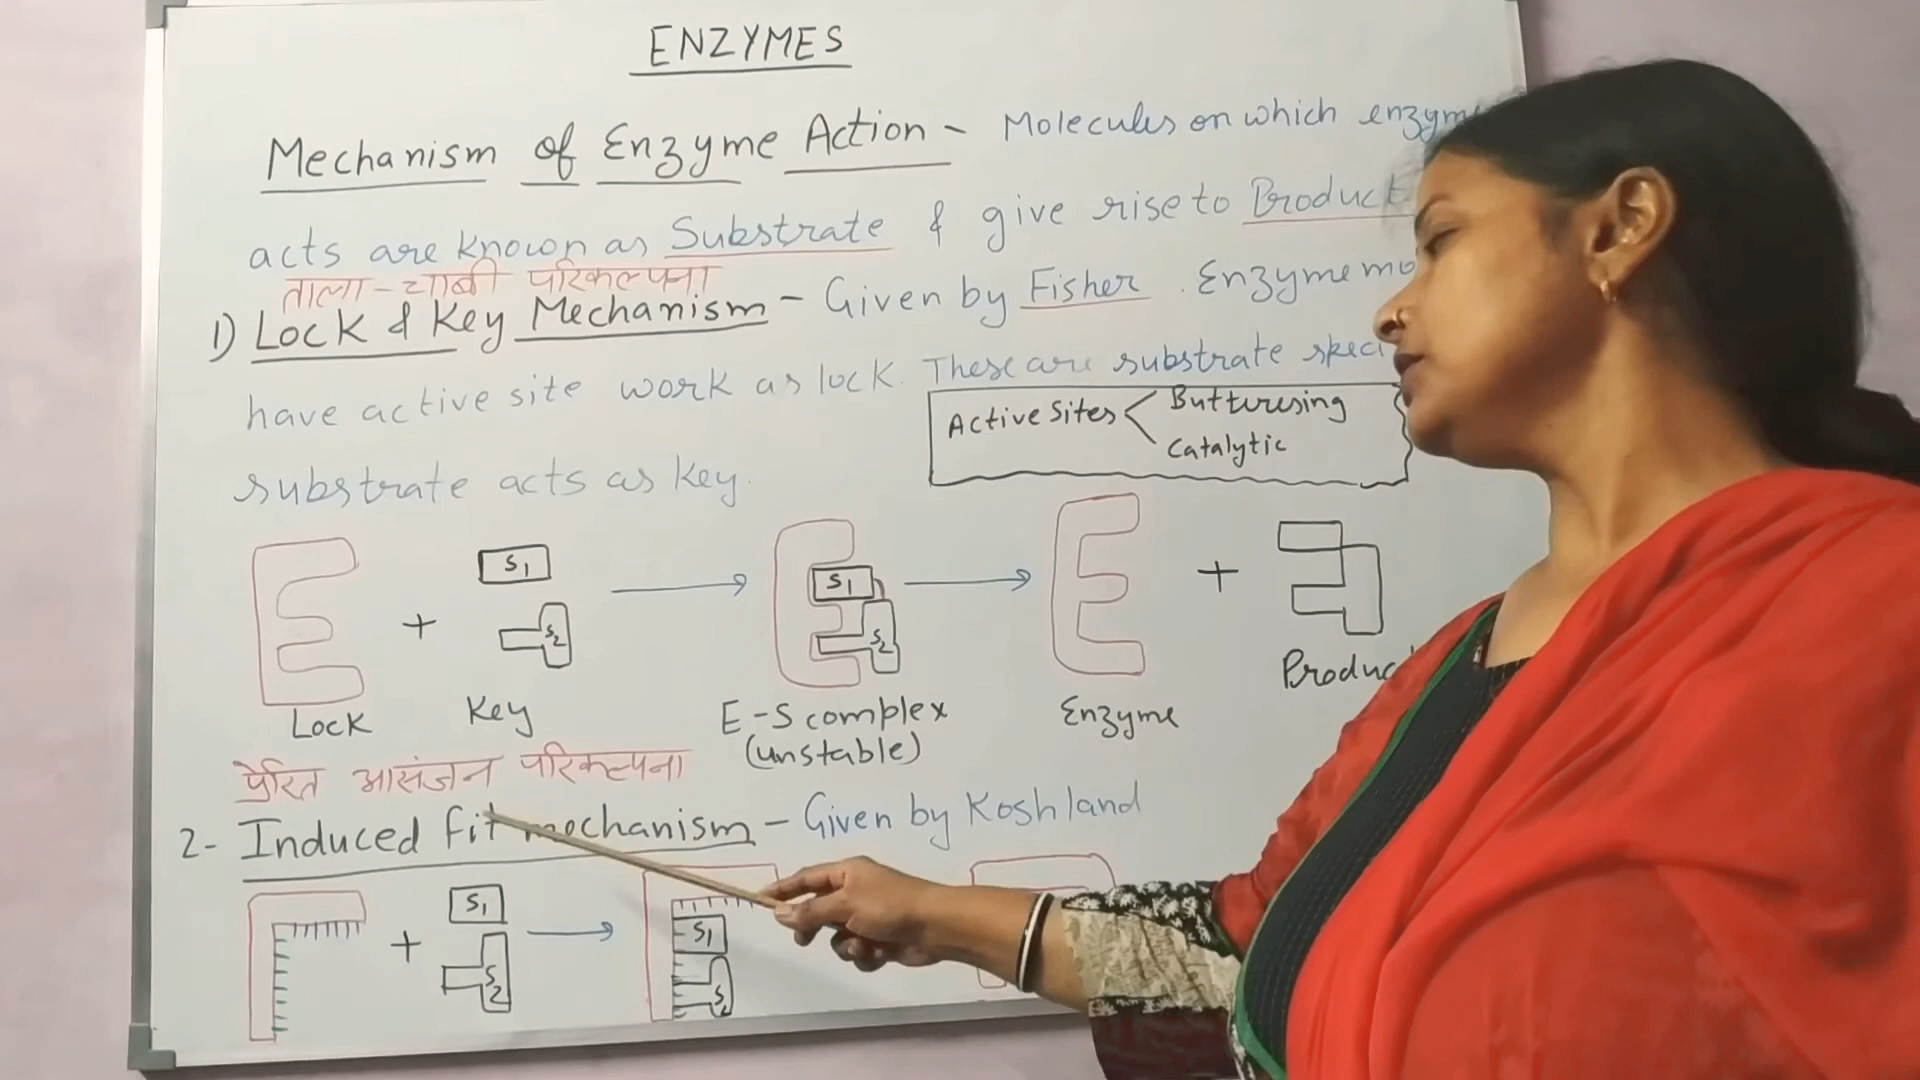 ENZYMES
Mechanism of Enzyme Action - Molecules on which
acts are known as Substrate & give rise to Product
ताला-चाबी परिकल्पना
1) Lock & Key Mechanism - Given by Fisher. Enzyme
have active site work as lock. These are substrate
Active Sites < Butturesing
Catalytic
substrate acts as key.
S1 S1
+ S2 → S2 → +
Lock Key E-S complex Enzyme
(unstable)
प्रेरित आसंजन परिकल्पना
2- Induced fit mechanism - Given by Koshland
S1 S1
+ S2 → S2